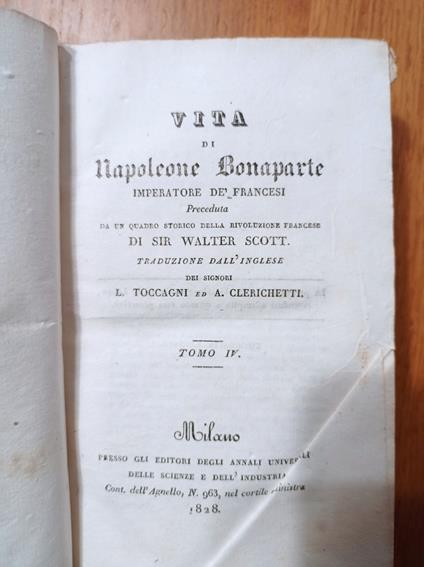 VITA
DI
Napoleone Bonaparte
IMPERATORE DE' FRANCESI
Preceduta
DA UN QUADRO STORICO DELLA RIVOLUZIONE FRANCESE
DI SIR WALTER SCOTT.
TRADUZIONE DALL'INGLESE
DEI SIGNORI
L. TOCCAGNI ED A. CLERICHETTI.
TOMO IV.
Milano
PRESSO GLI EDITORI DEGLI ANNALI
DELLE SCIENZE E DELL' INDUSTRIA
Cont. dell'Agnello, N. 963, nel cortile
1828.